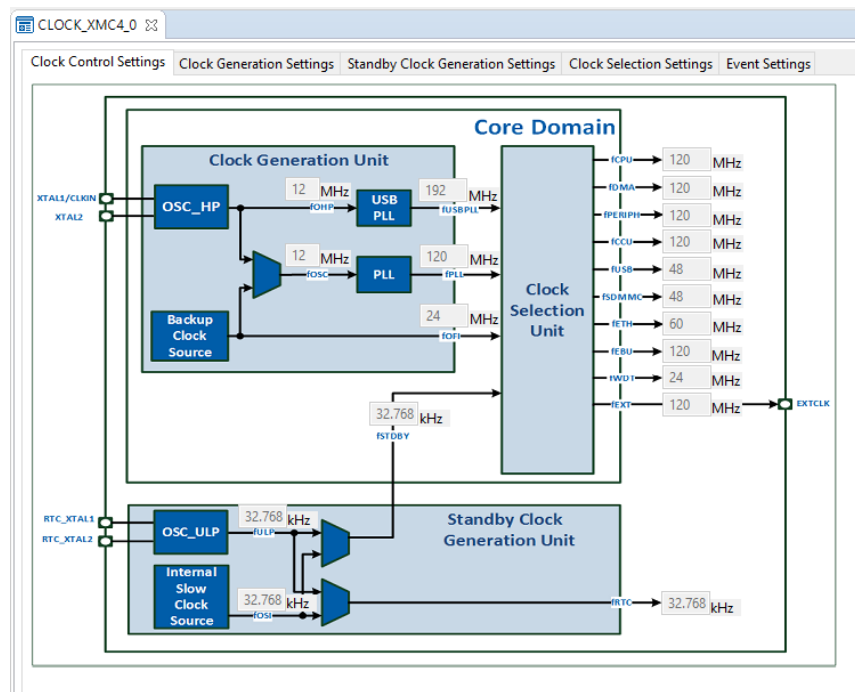 CLOCK_XMC4_0
Clock Control Settings
Clock Generation Settings
Standby Clock Generation Settings
Clock Selection Settings
Event Settings
Core Domain
Clock Generation Unit
XTAL1/CLKIN
XTAL2
OSC_HP
12 MHz
fOHP
USB
PLL
192 MHz
fUSBPLL
12 MHz
fOSC
PLL
120 MHz
fPLL
Backup
Clock
Source
24 MHz
fOFI
Clock
Selection
Unit
fCPU 120 MHz
fDMA 120 MHz
fPERIPH 120 MHz
fCCU 120 MHz
fUSB 48 MHz
fSDMMC 48 MHz
fETH 60 MHz
fEBU 120 MHz
fWDT 24 MHz
fEXT 120 MHz
EXTCLK
32.768 kHz
fSTDBY
RTC_XTAL1
RTC_XTAL2
OSC_ULP
32.768 kHz
fULP
Standby Clock
Generation Unit
Internal
Slow
Clock
Source
32.768 kHz
fOSI
fRTC 32.768 kHz